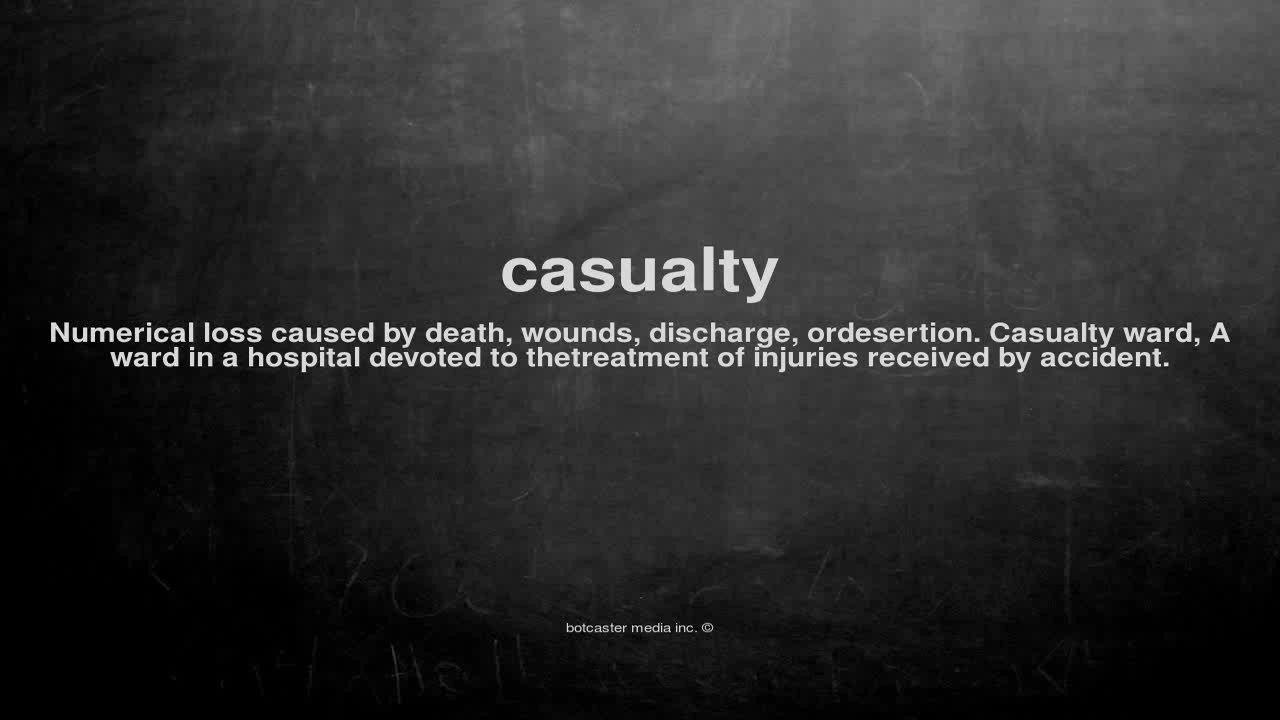 casualty
Numerical loss caused by death, wounds, discharge, ordesertion. Casualty ward, A
ward in a hospital devoted to thetreatment of injuries received by accident.
botcaster media inc. ©